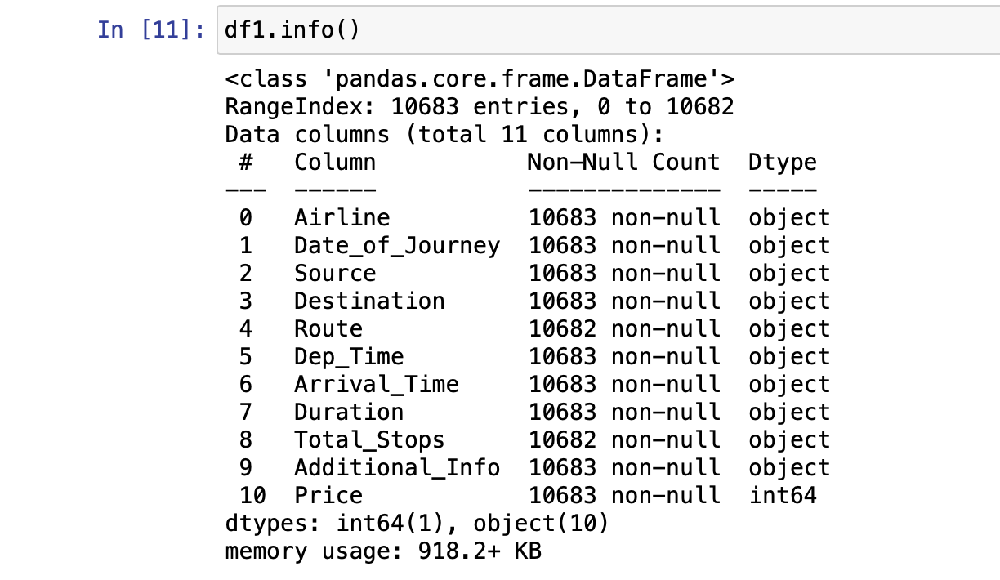 In [11]: df1.info()
<class 'pandas.core.frame.DataFrame'>
RangeIndex: 10683 entries, 0 to 10682
Data columns (total 11 columns):
 #   Column           Non-Null Count  Dtype
---  ------           --------------  -----
 0   Airline          10683 non-null  object
 1   Date_of_Journey  10683 non-null  object
 2   Source           10683 non-null  object
 3   Destination      10683 non-null  object
 4   Route            10682 non-null  object
 5   Dep_Time         10683 non-null  object
 6   Arrival_Time     10683 non-null  object
 7   Duration         10683 non-null  object
 8   Total_Stops      10682 non-null  object
 9   Additional_Info  10683 non-null  object
 10  Price            10683 non-null  int64
dtypes: int64(1), object(10)
memory usage: 918.2+ KB